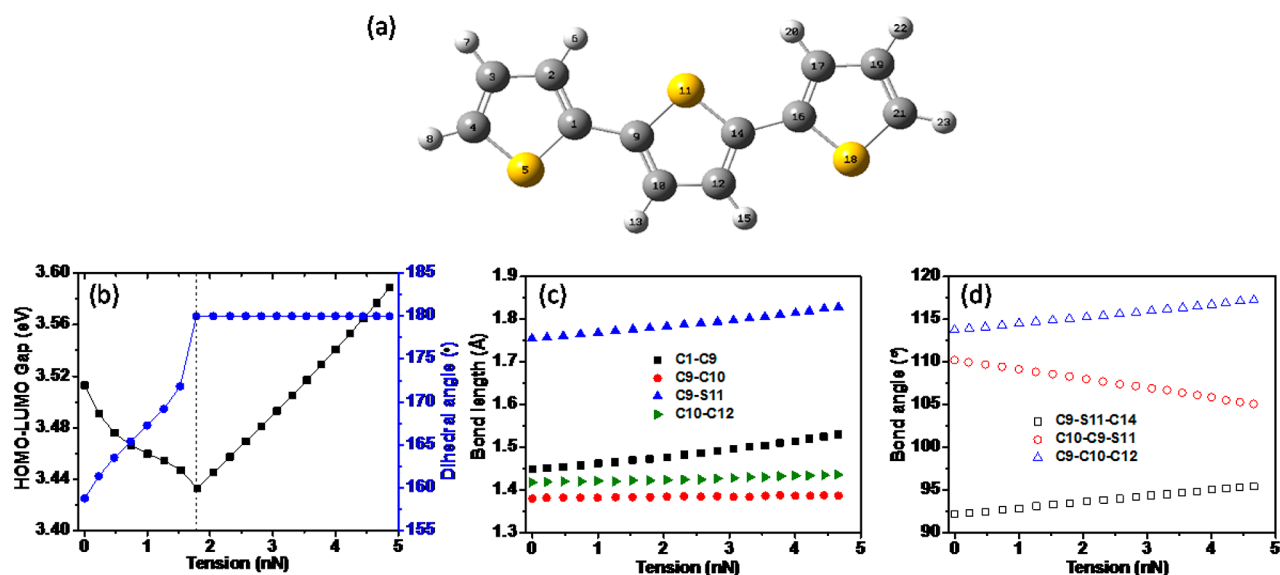 (a)
7
6
20
22
3
2
11
17
19
8
4
1
9
14
16
21
23
5
10
12
18
13
15
(b)
HOMO-LUMO Gap (eV)
3.60
3.56
3.52
3.48
3.44
3.40
0 1 2 3 4 5
Tension (nN)
185
180
175
170
165
160
155
Dihedral angle (°)
(c)
Bond length (Å)
1.9
1.8
1.7
1.6
1.5
1.4
1.3
C1-C9
C9-C10
C9-S11
C10-C12
0 1 2 3 4 5
Tension (nN)
(d)
Bond angle (°)
120
115
110
105
100
95
90
C9-S11-C14
C10-C9-S11
C9-C10-C12
0 1 2 3 4 5
Tension (nN)